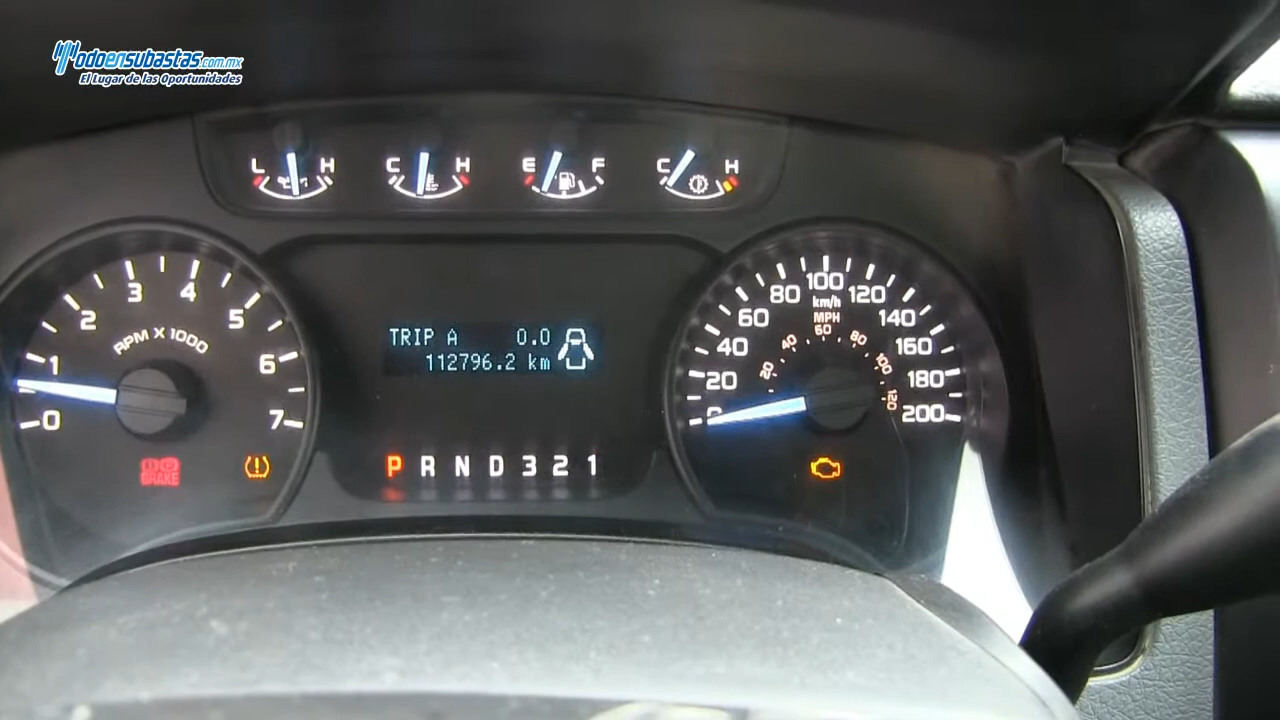 Todoensubastas.com.mx
El Lugar de las Oportunidades
L H C H E F C H
0 1 2 3 4 5 6 7
RPM X 1000
BRAKE
TRIP A 0.0
112796.2 km
P R N D 3 2 1
0 20 40 60 80 100 120 140 160 180 200
km/h
MPH
20 40 60 80 100 120